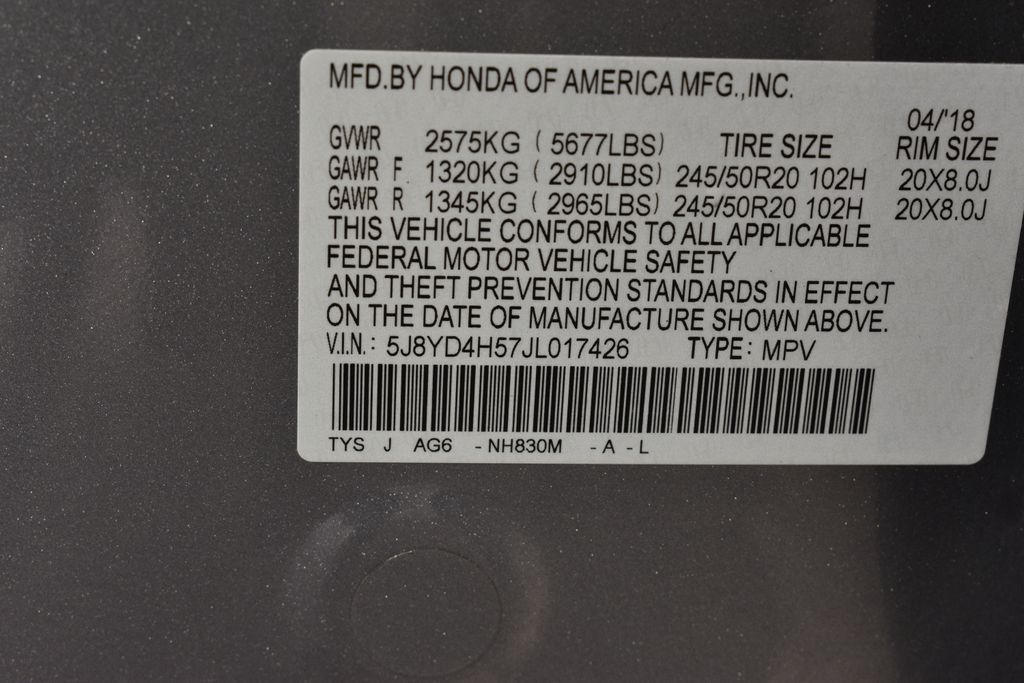 MFD.BY HONDA OF AMERICA MFG.,INC.
04/'18
GVWR 2575KG ( 5677LBS) TIRE SIZE RIM SIZE
GAWR F 1320KG ( 2910LBS) 245/50R20 102H 20X8.0J
GAWR R 1345KG ( 2965LBS) 245/50R20 102H 20X8.0J
THIS VEHICLE CONFORMS TO ALL APPLICABLE
FEDERAL MOTOR VEHICLE SAFETY
AND THEFT PREVENTION STANDARDS IN EFFECT
ON THE DATE OF MANUFACTURE SHOWN ABOVE.
V.I.N.: 5J8YD4H57JL017426 TYPE: MPV
TYS J AG6 -NH830M -A -L